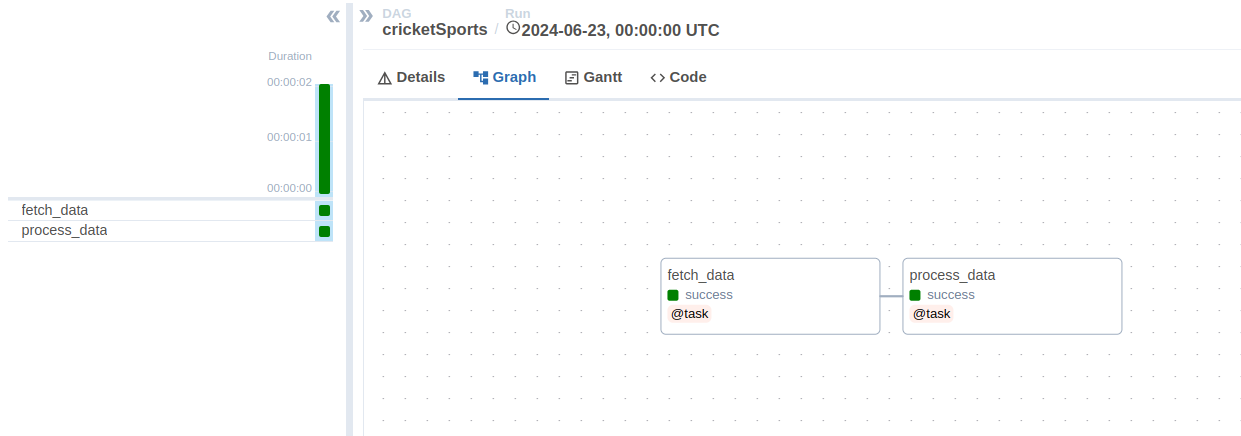 « » DAG Run
cricketSports / 2024-06-23, 00:00:00 UTC
Duration
00:00:02
00:00:01
00:00:00
fetch_data
process_data
Details Graph Gantt Code
fetch_data
success
@task
process_data
success
@task